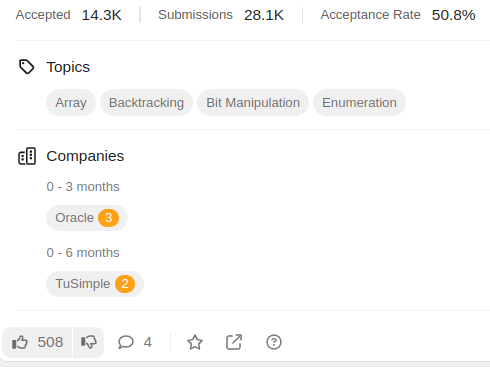 Accepted 14.3K Submissions 28.1K Acceptance Rate 50.8%
Topics
Array Backtracking Bit Manipulation Enumeration
Companies
0 - 3 months
Oracle 3
0 - 6 months
TuSimple 2
508 4